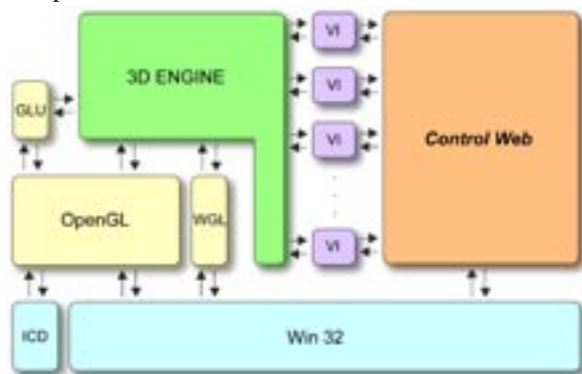 VI
3D ENGINE
VI
GLU
VI
Control Web
OpenGL
WGL
VI
ICD
Win 32